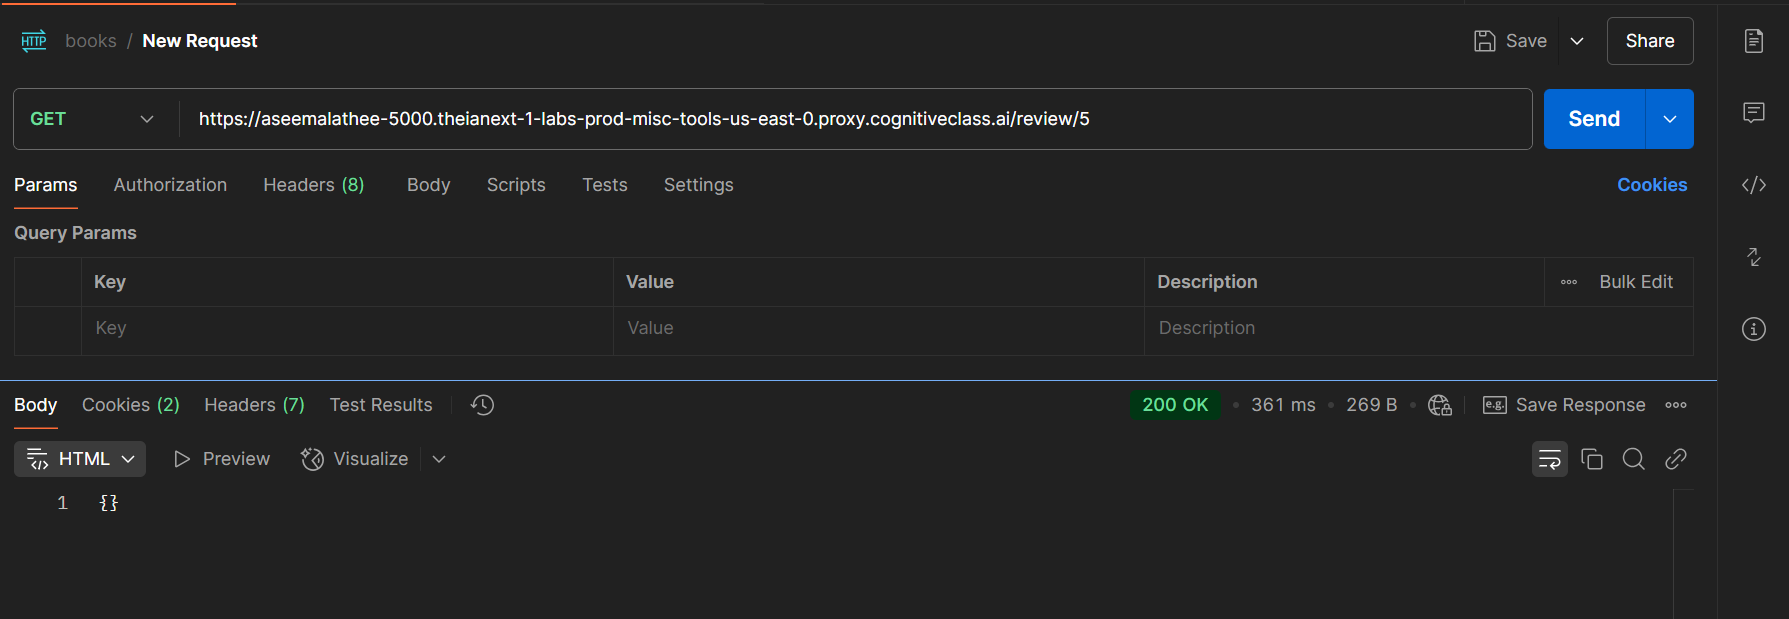 HTTP books / New Request Save Share
GET https://aseemalathee-5000.theianext-1-labs-prod-misc-tools-us-east-0.proxy.cognitiveclass.ai/review/5 Send
Params Authorization Headers (8) Body Scripts Tests Settings Cookies
Query Params
Key Value Description Bulk Edit
Key Value Description
Body Cookies (2) Headers (7) Test Results 200 OK • 361 ms • 269 B • e.g. Save Response
HTML Preview Visualize
1 {}